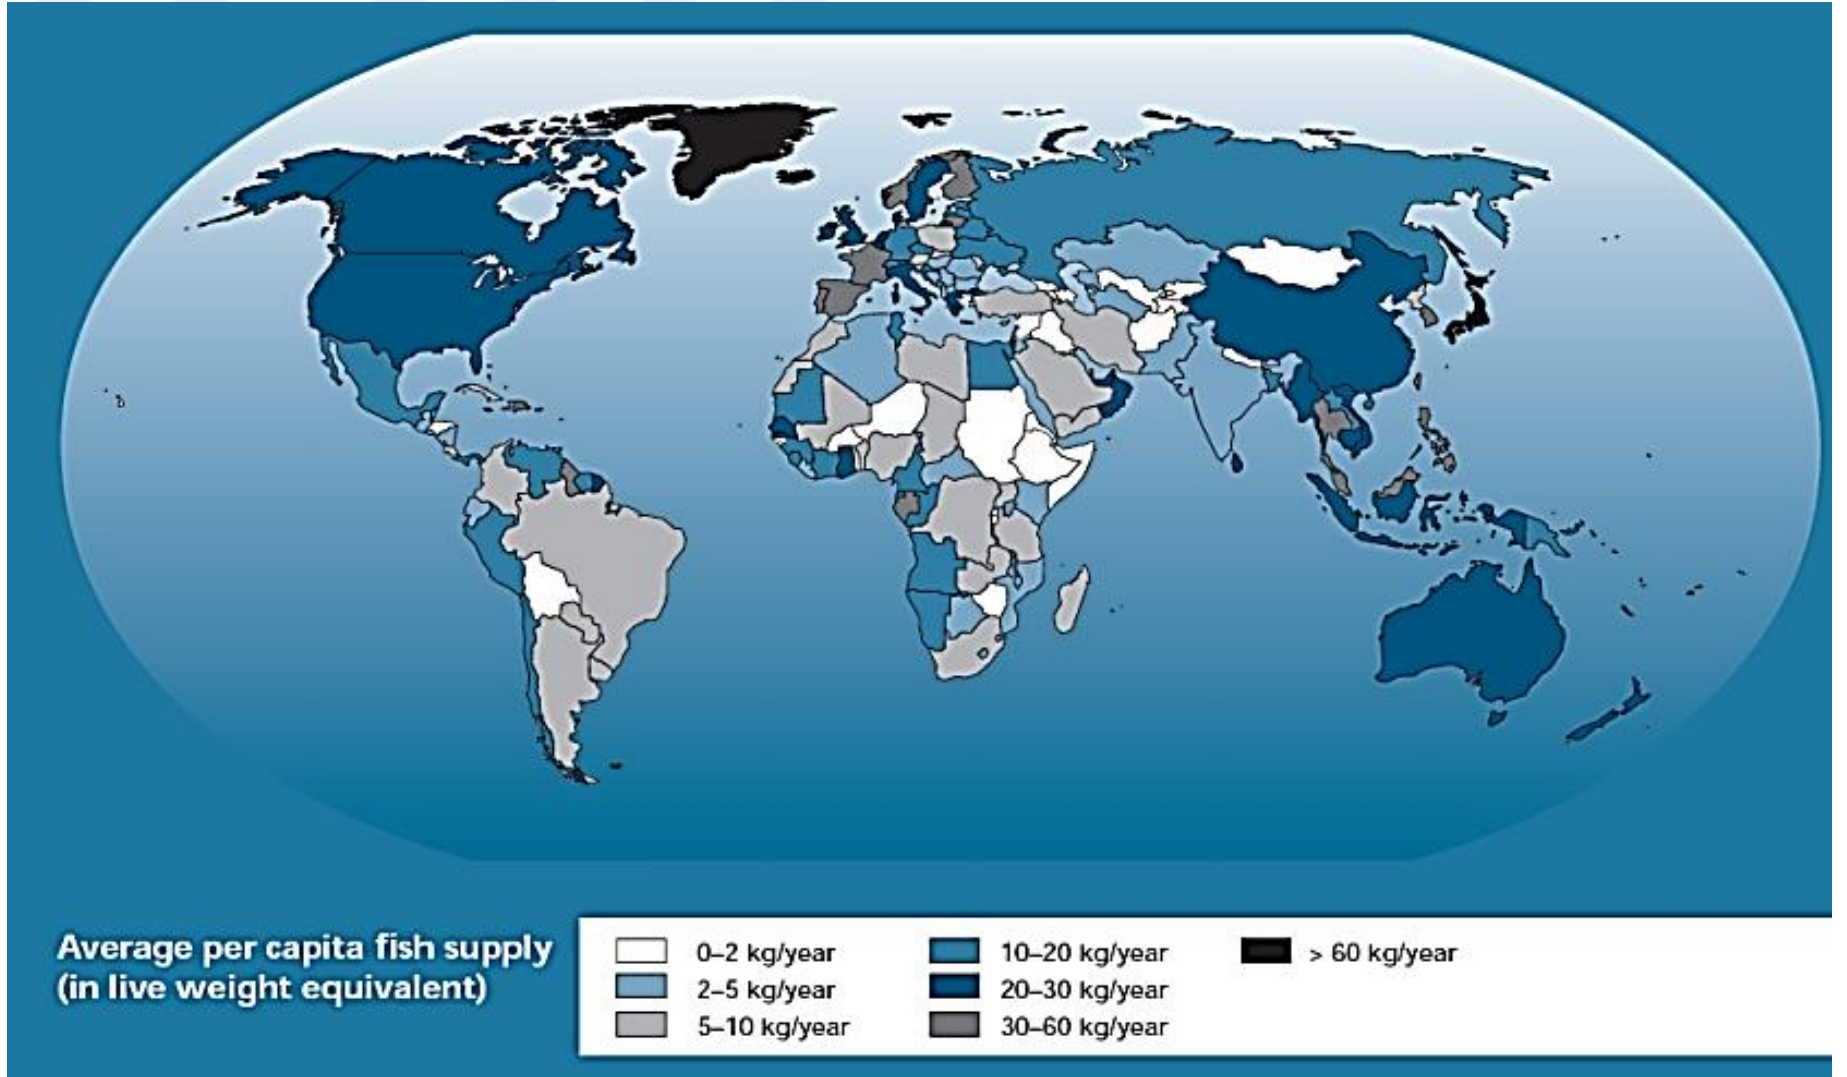 Average per capita fish supply
(in live weight equivalent)
0–2 kg/year
2–5 kg/year
5–10 kg/year
10–20 kg/year
20–30 kg/year
30–60 kg/year
> 60 kg/year